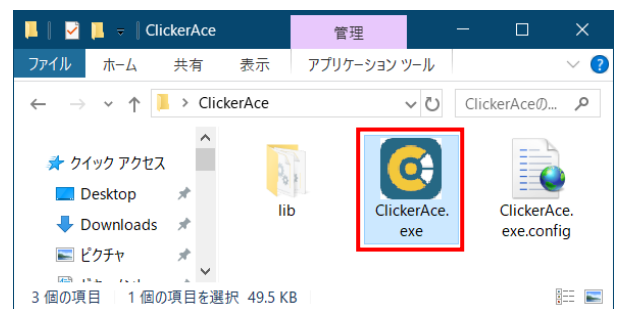 ClickerAce
管理
ファイル ホーム 共有 表示 アプリケーション ツール
ClickerAce
ClickerAceの...
クイック アクセス
Desktop
Downloads
ピクチャ
lib
ClickerAce.
exe
ClickerAce.
exe.config
3 個の項目 1 個の項目を選択 49.5 KB